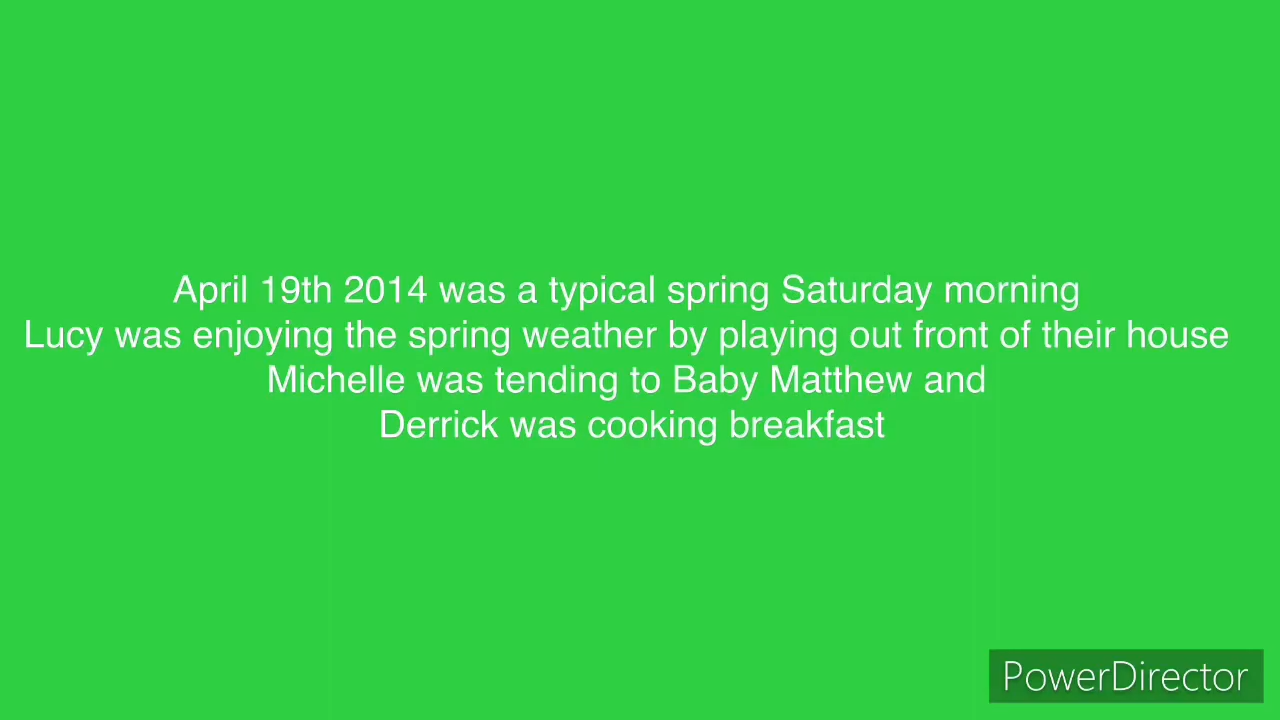 April 19th 2014 was a typical spring Saturday morning
Lucy was enjoying the spring weather by playing out front of their house
Michelle was tending to Baby Matthew and
Derrick was cooking breakfast
PowerDirector